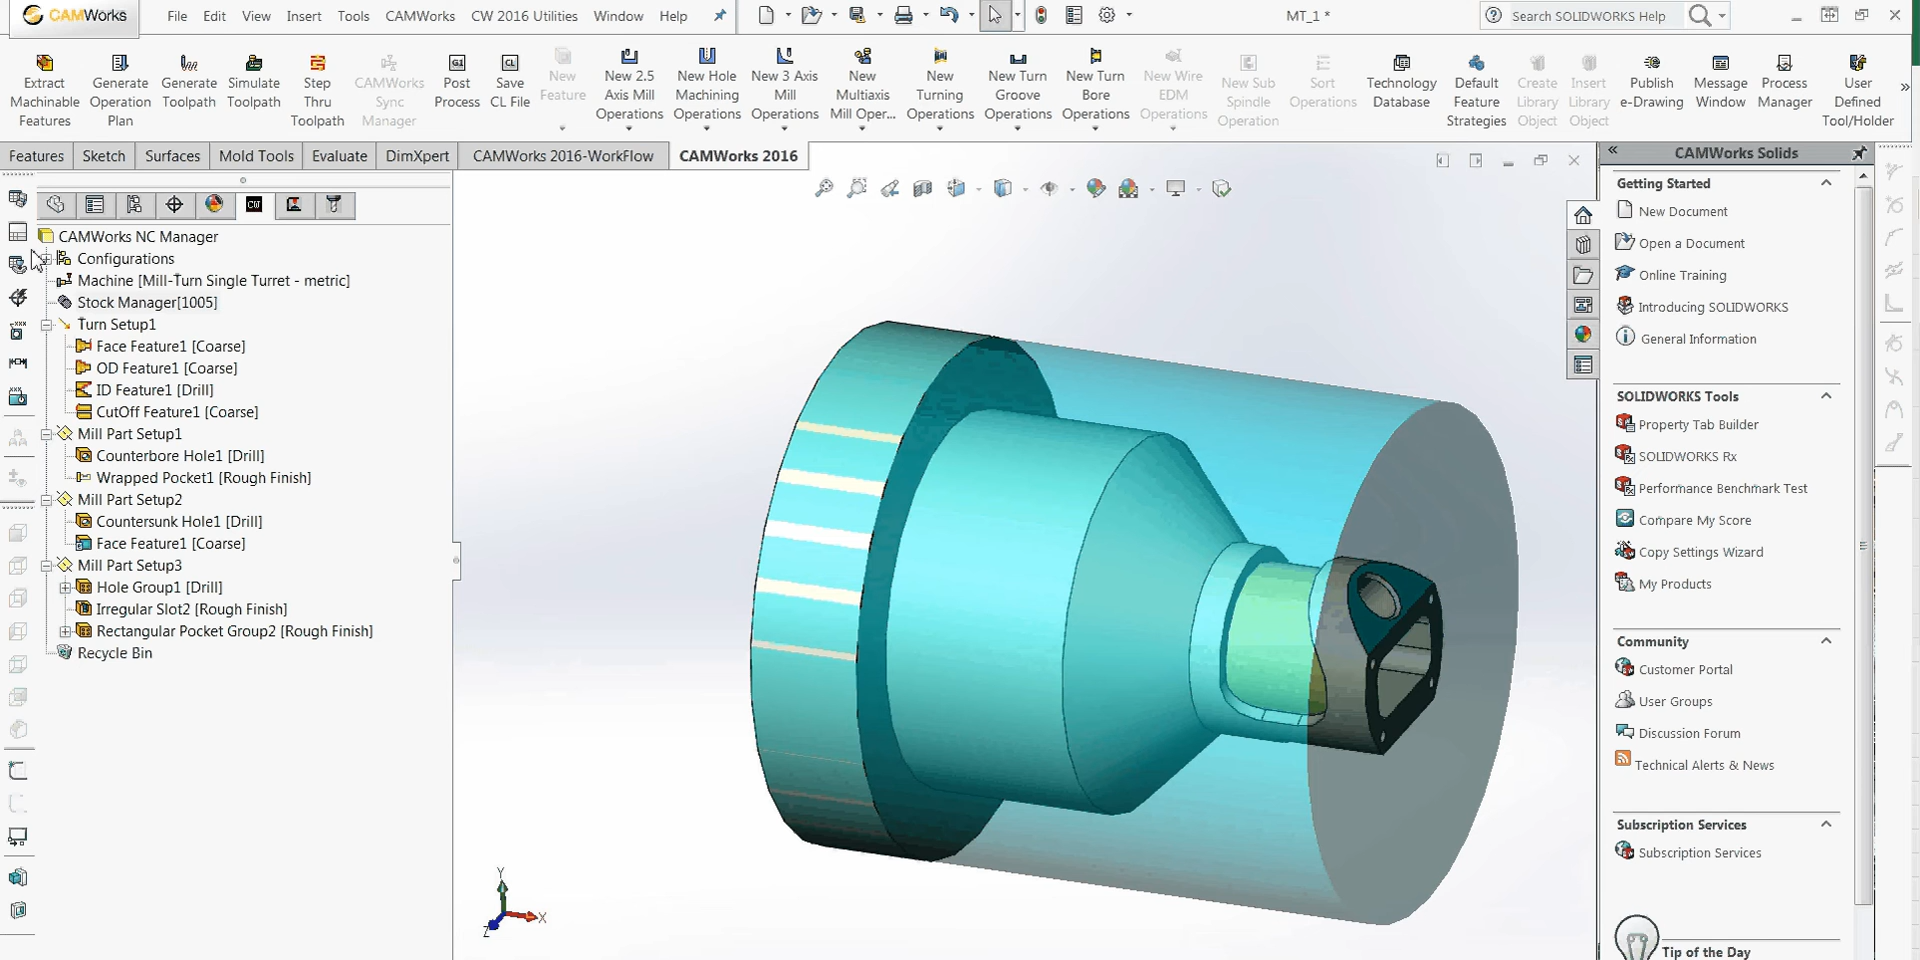 CAMWorks File Edit View Insert Tools CAMWorks CW 2016 Utilities Window Help MT_1 * Search SOLIDWORKS Help
Extract Machinable Features
Generate Operation Plan
Generate Toolpath
Simulate Toolpath
Step Thru Toolpath
CAMWorks Sync Manager
Post Process
Save CL File
New Feature
New 2.5 Axis Mill Operations
New Hole Machining Operations
New 3 Axis Mill Operations
New Multiaxis Mill Oper...
New Turning Operations
New Turn Groove Operations
New Turn Bore Operations
New Wire EDM Operations
New Sub Spindle Operation
Sort Operations
Technology Database
Default Feature Strategies
Create Library Object
Insert Library Object
Publish e-Drawing
Message Window
Process Manager
User Defined Tool/Holder
Features Sketch Surfaces Mold Tools Evaluate DimXpert CAMWorks 2016-WorkFlow CAMWorks 2016
CAMWorks NC Manager
Configurations
Machine [Mill-Turn Single Turret - metric]
Stock Manager[1005]
Turn Setup1
Face Feature1 [Coarse]
OD Feature1 [Coarse]
ID Feature1 [Drill]
CutOff Feature1 [Coarse]
Mill Part Setup1
Counterbore Hole1 [Drill]
Wrapped Pocket1 [Rough Finish]
Mill Part Setup2
Countersunk Hole1 [Drill]
Face Feature1 [Coarse]
Mill Part Setup3
Hole Group1 [Drill]
Irregular Slot2 [Rough Finish]
Rectangular Pocket Group2 [Rough Finish]
Recycle Bin
Y
X
Z
CAMWorks Solids
Getting Started
New Document
Open a Document
Online Training
Introducing SOLIDWORKS
General Information
SOLIDWORKS Tools
Property Tab Builder
SOLIDWORKS Rx
Performance Benchmark Test
Compare My Score
Copy Settings Wizard
My Products
Community
Customer Portal
User Groups
Discussion Forum
Technical Alerts & News
Subscription Services
Subscription Services
Tip of the Day